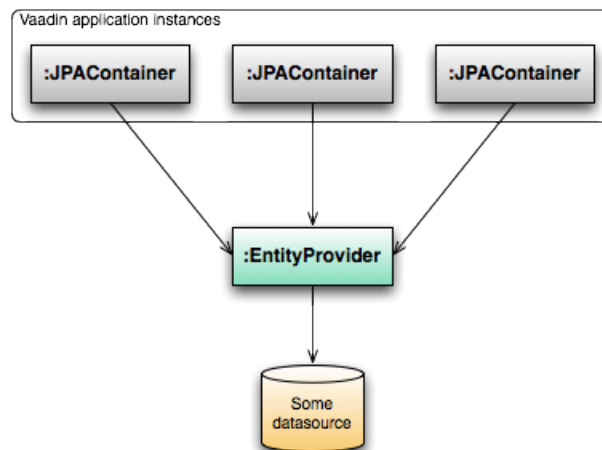 Vaadin application instances
:JPAContainer
:JPAContainer
:JPAContainer
:EntityProvider
Some
datasource